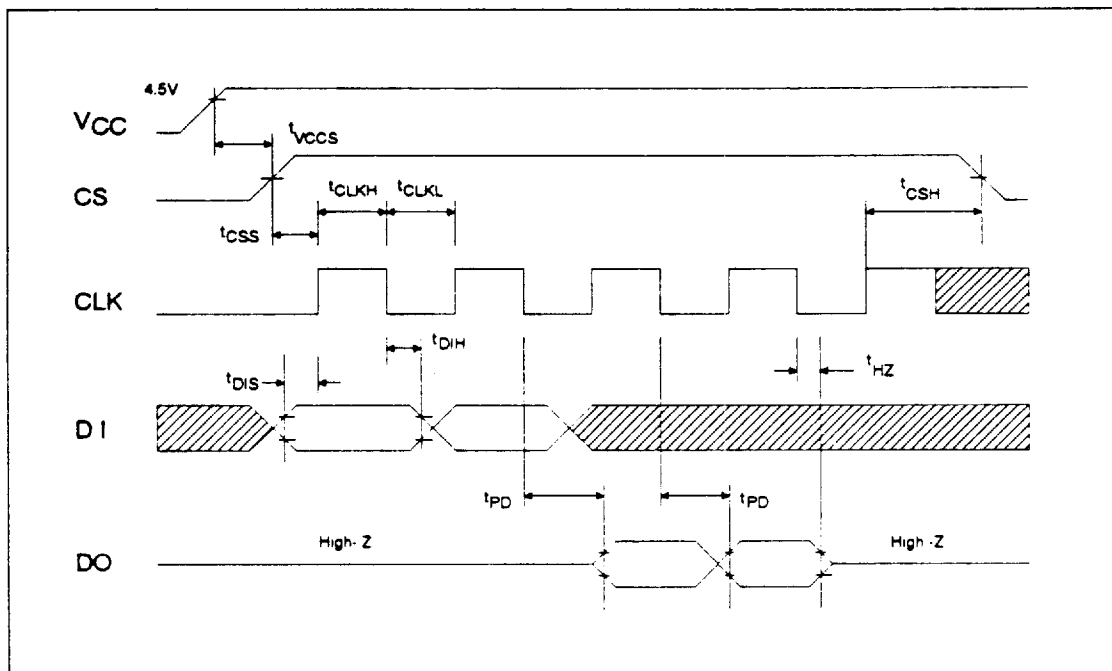 4.5V
VCC
tVCCS
CS
tCLKH tCLKL
tCSH
tCSS
CLK
tDIH
tHZ
tDIS
DI
tPD tPD
High-Z High-Z
DO